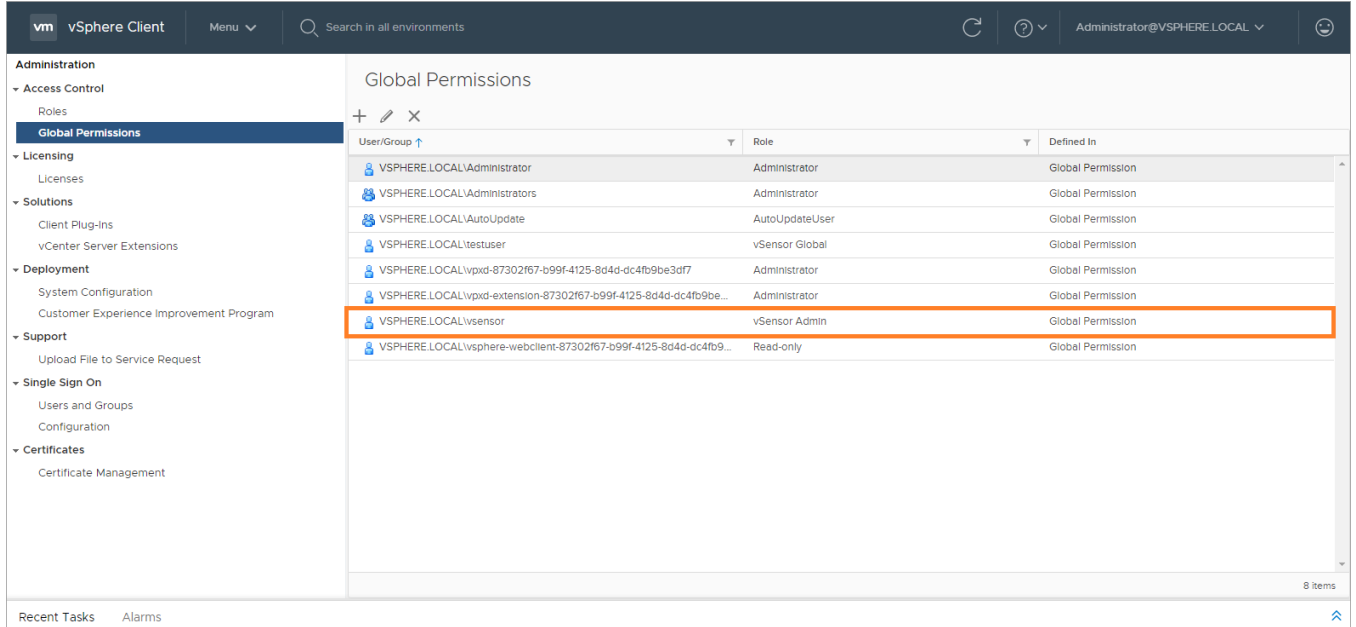 vm vSphere Client Menu Search in all environments Administrator@VSPHERE.LOCAL
Administration
Access Control
Roles
Global Permissions
Licensing
Licenses
Solutions
Client Plug-Ins
vCenter Server Extensions
Deployment
System Configuration
Customer Experience Improvement Program
Support
Upload File to Service Request
Single Sign On
Users and Groups
Configuration
Certificates
Certificate Management
Global Permissions
User/Group Role Defined In
VSPHERE.LOCAL\Administrator Administrator Global Permission
VSPHERE.LOCAL\Administrators Administrator Global Permission
VSPHERE.LOCAL\AutoUpdate AutoUpdateUser Global Permission
VSPHERE.LOCAL\testuser vSensor Global Global Permission
VSPHERE.LOCAL\vpxd-87302f67-b99f-4125-8d4d-dc4fb9be3df7 Administrator Global Permission
VSPHERE.LOCAL\vpxd-extension-87302f67-b99f-4125-8d4d-dc4fb9be... Administrator Global Permission
VSPHERE.LOCAL\vsensor vSensor Admin Global Permission
VSPHERE.LOCAL\vsphere-webclient-87302f67-b99f-4125-8d4d-dc4fb9... Read-only Global Permission
8 items
Recent Tasks Alarms